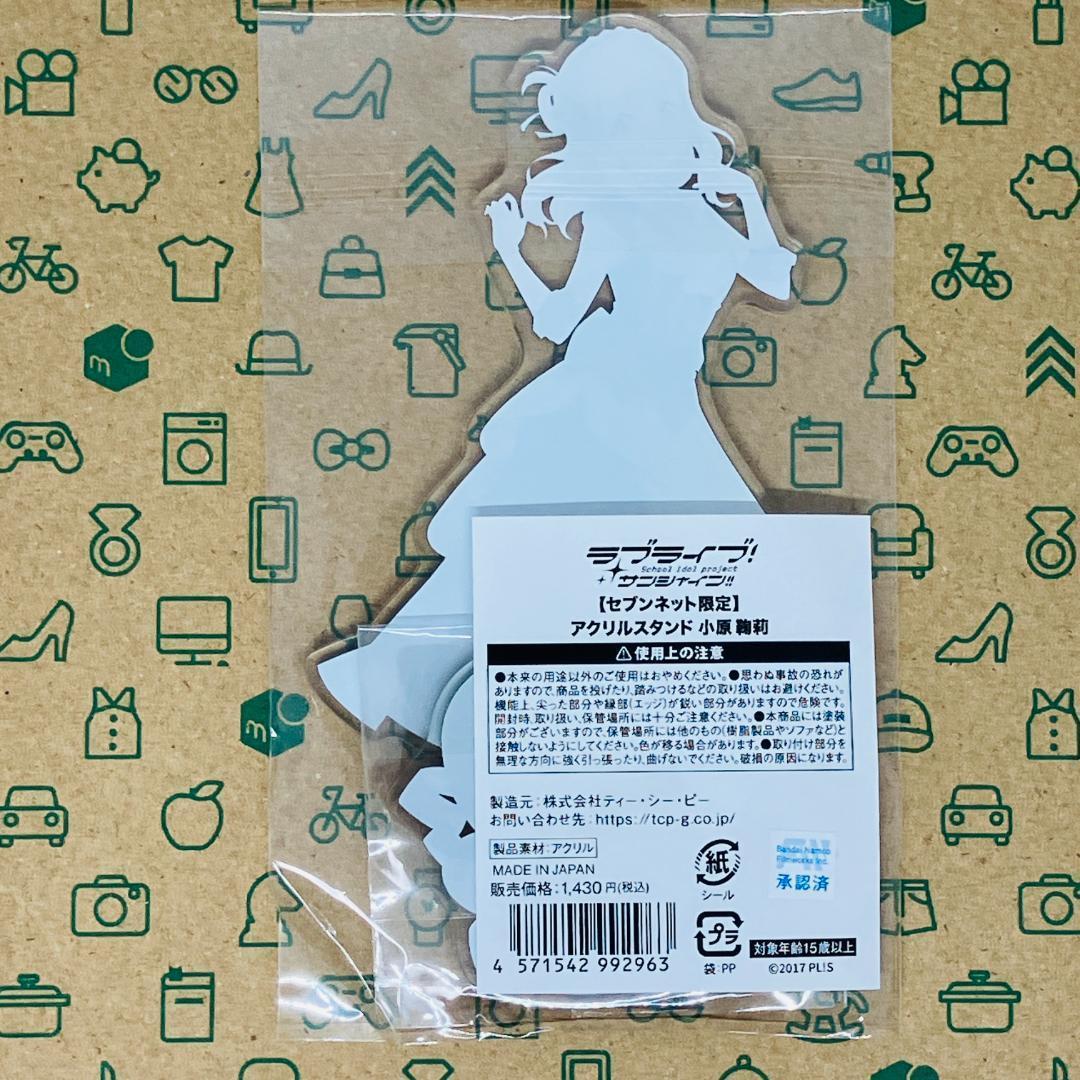 m
m
ラブライブ!
School idol project
サンシャイン!!
【セブンネット限定】
アクリルスタンド 小原 鞠莉
⚠使用上の注意
●本来の用途以外のご使用はおやめください。●思わぬ事故の恐れが
ありますので、商品を投げたり、踏みつけるなどの取り扱いはお避けください。
機能上、尖った部分や縁部(エッジ)が鋭い部分がありますので危険です。
開封時、取り扱い、保管場所には十分ご注意ください。●本商品には塗装
部分がございますので、保管場所には他のもの(樹脂製品やソファなど)と
接触しないようにしてください。色が移る場合があります。●取り付け部分を
無理な方向に強く引っ張ったり、曲げないでください。破損の原因になります。
製造元:株式会社ティー・シー・ピー
お問い合わせ先:https://tcp-g.co.jp/
製品素材:アクリル
MADE IN JAPAN
販売価格:1,430円(税込)
4 571542 992963
紙
シール
プラ
袋:PP
Bandai Namco
Filmworks Inc.
承認済
対象年齢15歳以上
©2017 PL!S